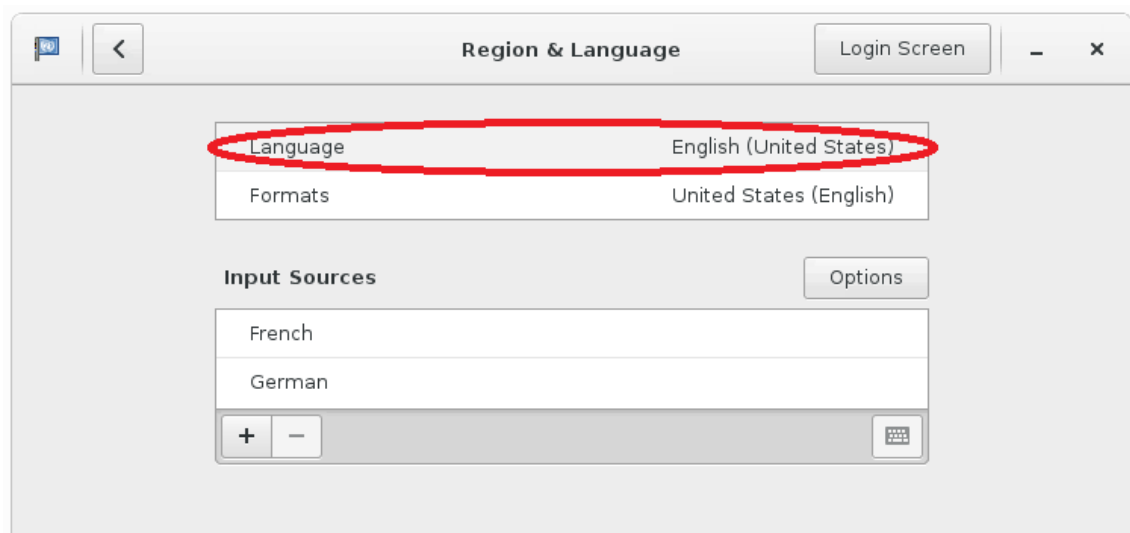 Region & Language
Login Screen
Language English (United States)
Formats United States (English)
Input Sources
Options
French
German